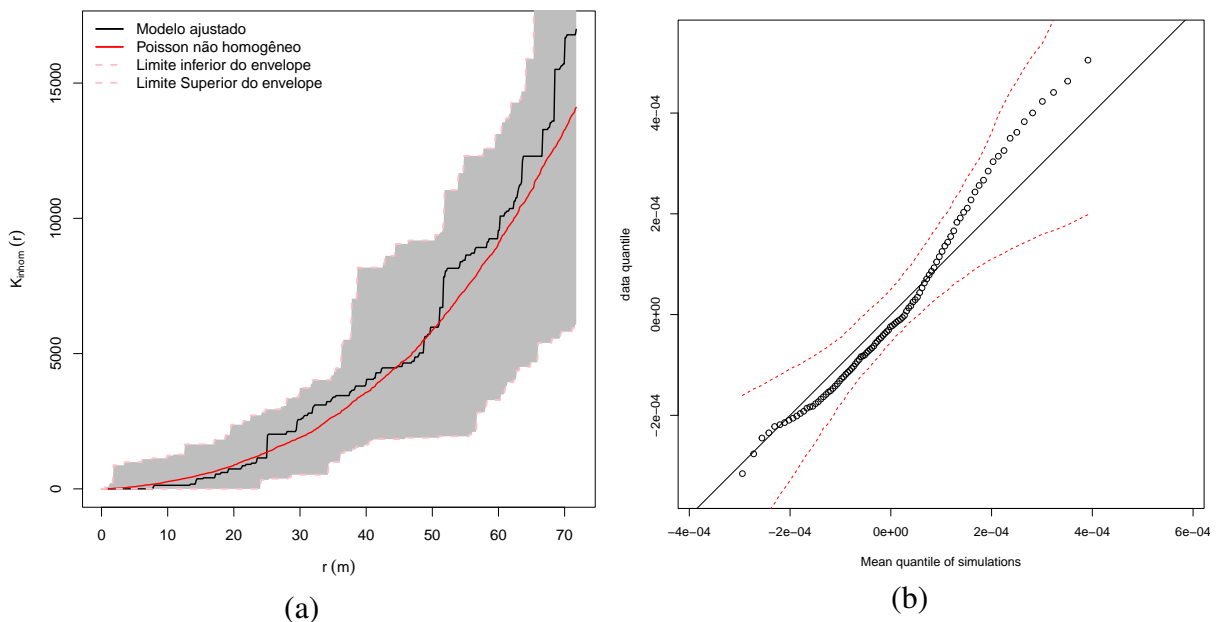 Modelo ajustado
Poisson não homogêneo
Limite inferior do envelope
Limite Superior do envelope
K inhom (r)
0
5000
10000
15000
0 10 20 30 40 50 60 70
r (m)
(a)
data quantile
−2e−04
0e+00
2e−04
4e−04
−4e−04 −2e−04 0e+00 2e−04 4e−04 6e−04
Mean quantile of simulations
(b)